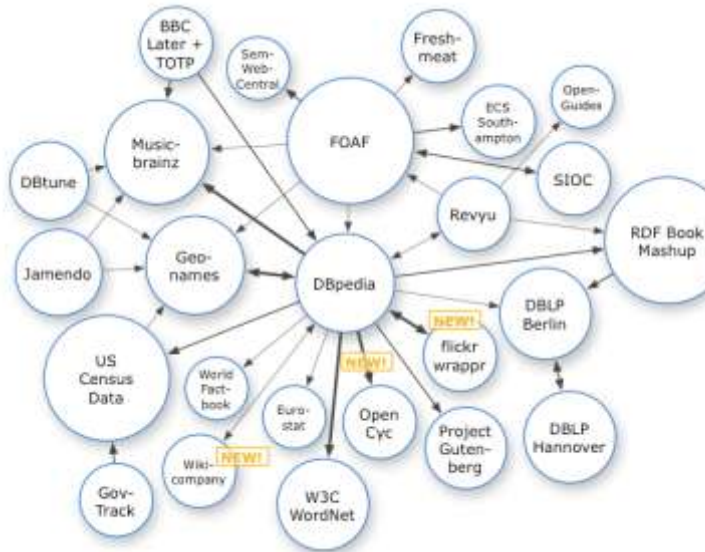 BBC
Later +
TOTP
Fresh-
meat
Sem-
Web-
Central
Open-
Guides
ECS
South-
ampton
FOAF
Music-
brainz
DBtune
SIOC
Revyu
RDF Book
Mashup
Jamendo
Geo-
names
DBpedia
DBLP
Berlin
NEW!
flickr
wrappr
US
Census
Data
World
Fact-
book
NEW!
Euro-
stat
Open
Cyc
Project
Guten-
berg
DBLP
Hannover
Wiki-
company
NEW!
Gov-
Track
W3C
WordNet